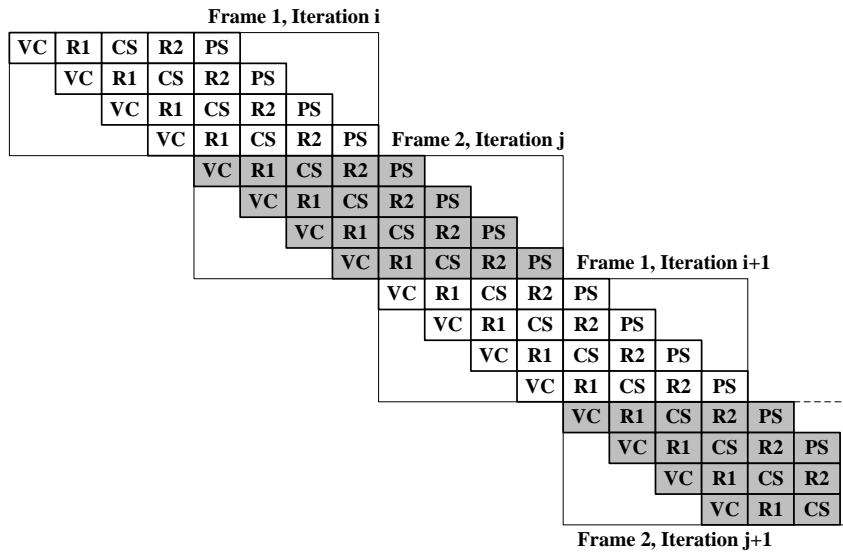 Frame 1, Iteration i
VC R1 CS R2 PS
VC R1 CS R2 PS
VC R1 CS R2 PS
VC R1 CS R2 PS
Frame 2, Iteration j
VC R1 CS R2 PS
VC R1 CS R2 PS
VC R1 CS R2 PS
VC R1 CS R2 PS
Frame 1, Iteration i+1
VC R1 CS R2 PS
VC R1 CS R2 PS
VC R1 CS R2 PS
VC R1 CS R2 PS
VC R1 CS R2 PS
VC R1 CS R2 PS
VC R1 CS R2
VC R1 CS
Frame 2, Iteration j+1